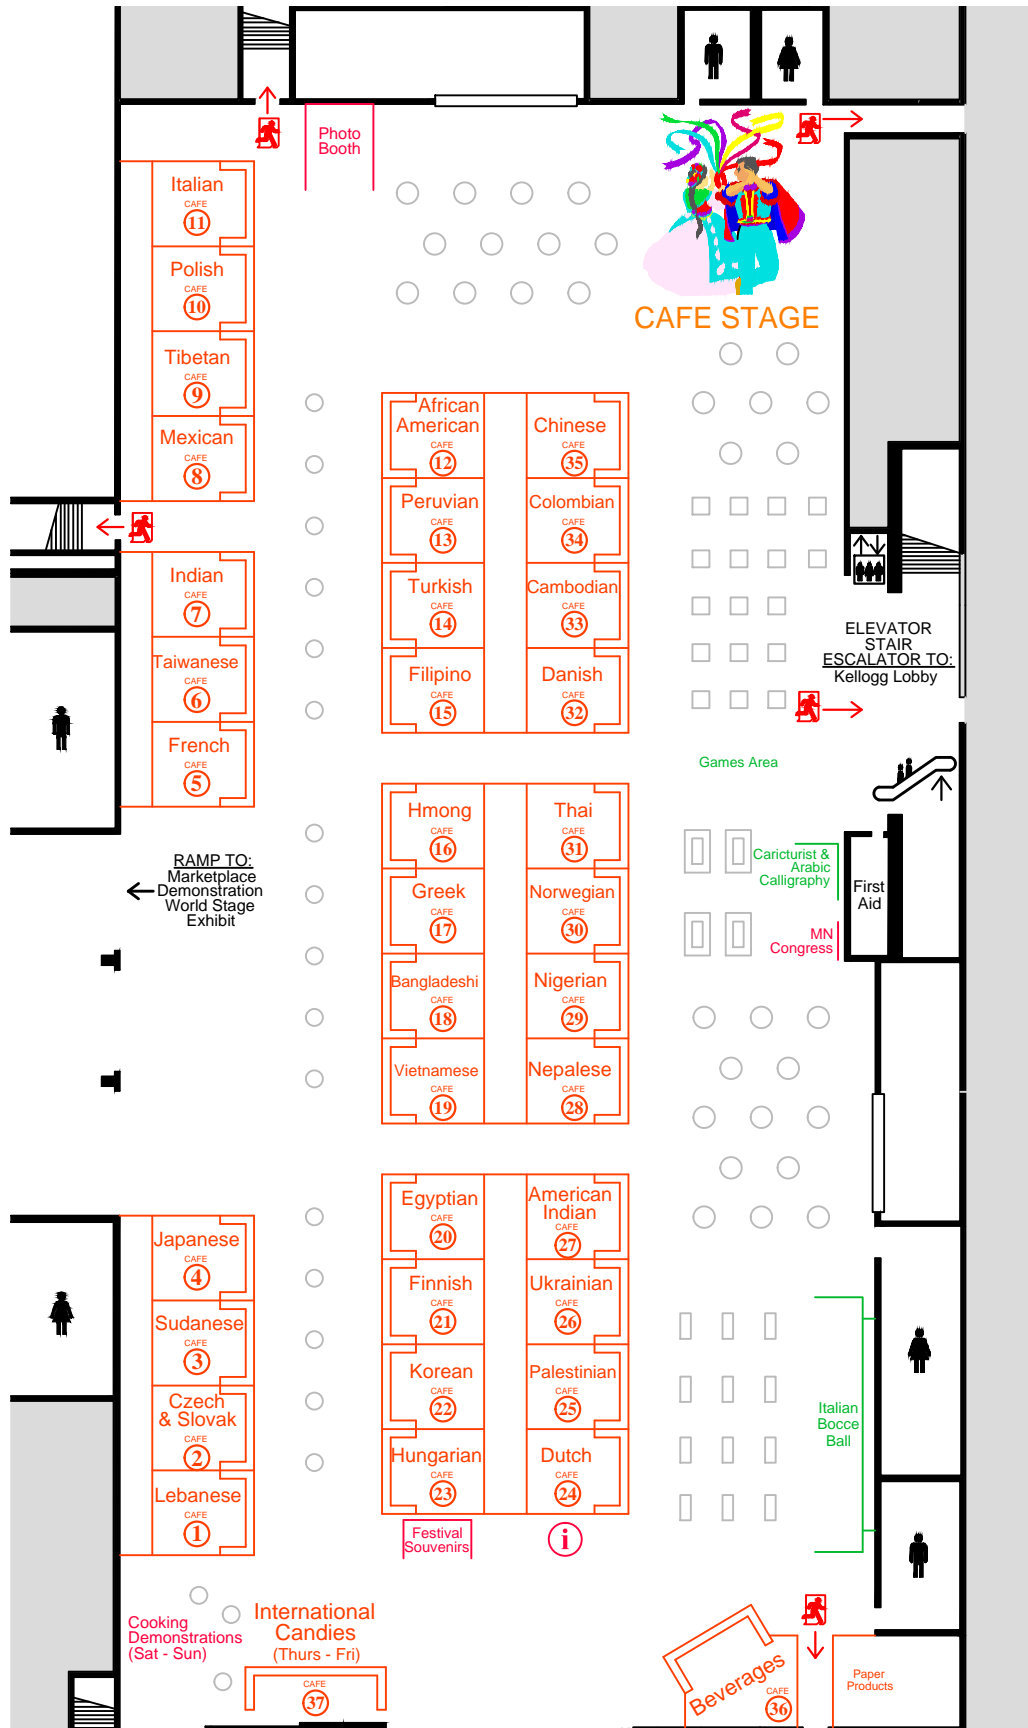 Photo
Booth
CAFE STAGE
Italian
CAFE
11
Polish
CAFE
10
Tibetan
CAFE
9
Mexican
CAFE
8
Indian
CAFE
7
Taiwanese
CAFE
6
French
CAFE
5
RAMP TO:
Marketplace
Demonstration
World Stage
Exhibit
Japanese
CAFE
4
Sudanese
CAFE
3
Czech
& Slovak
CAFE
2
Lebanese
CAFE
1
African
American
CAFE
12
Peruvian
CAFE
13
Turkish
CAFE
14
Filipino
CAFE
15
Hmong
CAFE
16
Greek
CAFE
17
Bangladeshi
CAFE
18
Vietnamese
CAFE
19
Egyptian
CAFE
20
Finnish
CAFE
21
Korean
CAFE
22
Hungarian
CAFE
23
Festival
Souvenirs
Chinese
CAFE
35
Colombian
CAFE
34
Cambodian
CAFE
33
Danish
CAFE
32
Thai
CAFE
31
Norwegian
CAFE
30
Nigerian
CAFE
29
Nepalese
CAFE
28
American
Indian
CAFE
27
Ukrainian
CAFE
26
Palestinian
CAFE
25
Dutch
CAFE
24
i
ELEVATOR
STAIR
ESCALATOR TO:
Kellogg Lobby
Games Area
Caricturist &
Arabic
Calligraphy
First
Aid
MN
Congress
Italian
Bocce
Ball
Cooking
Demonstrations
(Sat - Sun)
International
Candies
(Thurs - Fri)
CAFE
37
Beverages
CAFE
36
Paper
Products